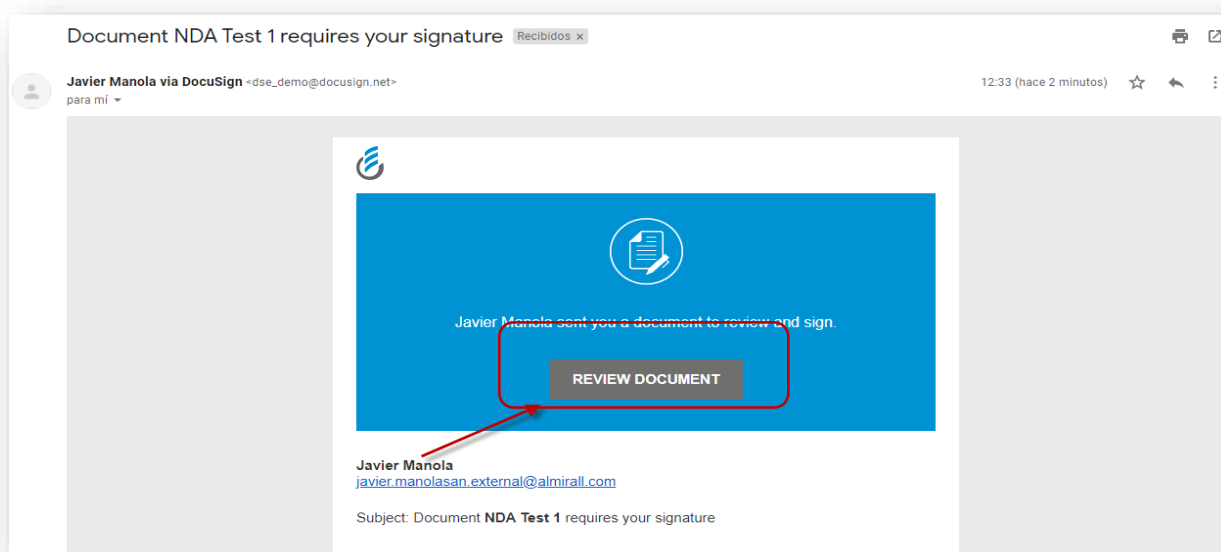 Document NDA Test 1 requires your signature Recibidos ×
Javier Manola via DocuSign <dse_demo@docusign.net>
12:33 (hace 2 minutos)
para mí
Javier Manola sent you a document to review and sign.
REVIEW DOCUMENT
Javier Manola
javier.manolasan.external@almirall.com
Subject: Document NDA Test 1 requires your signature